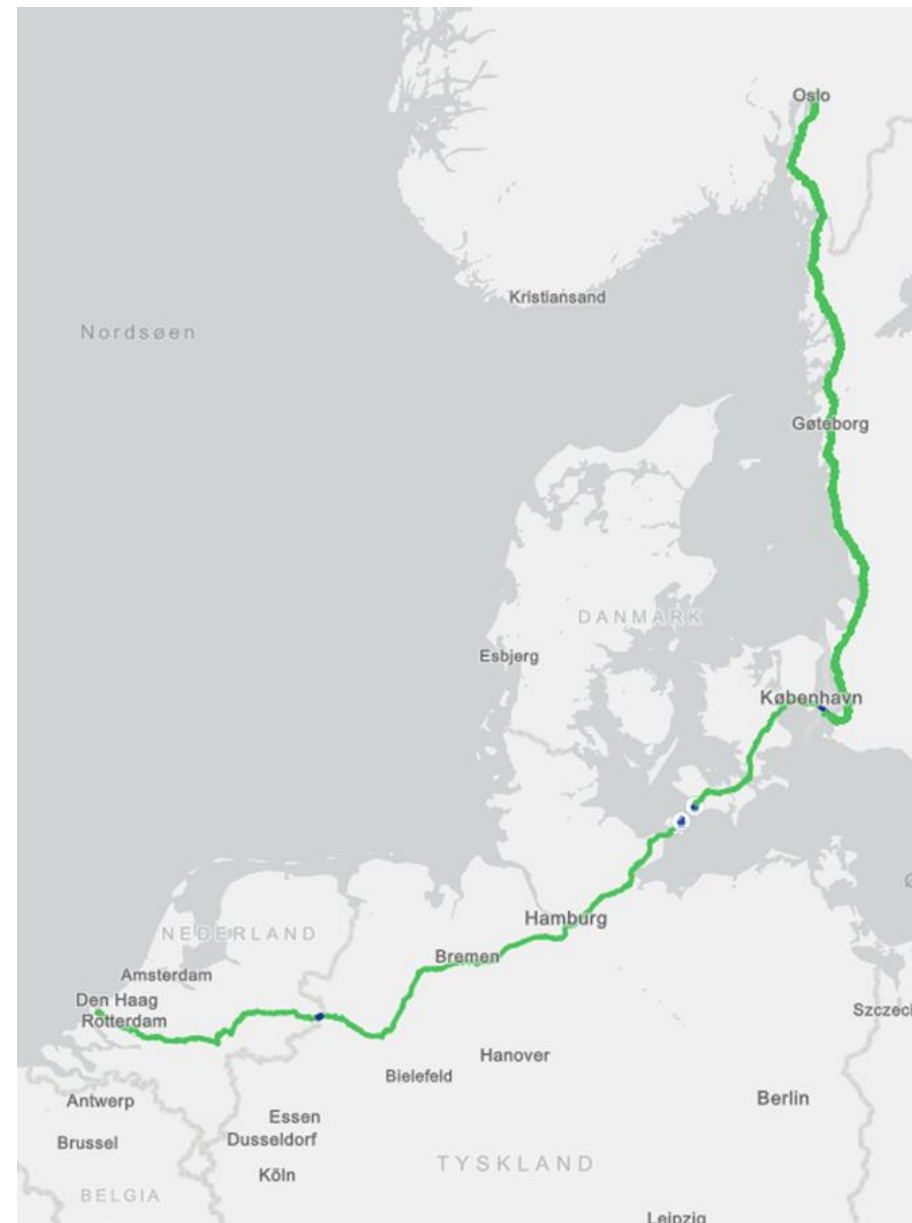 Oslo
Kristiansand
Nordsøen
Gøteborg
DANMARK
Esbjerg
København
Hamburg
NEDERLAND
Bremen
Amsterdam
Den Haag
Rotterdam
Szczeci
Hanover
Bielefeld
Berlin
Antwerp
Essen
Brussel
Dusseldorf
TYSKLAND
Köln
BELGIA
Leipzig